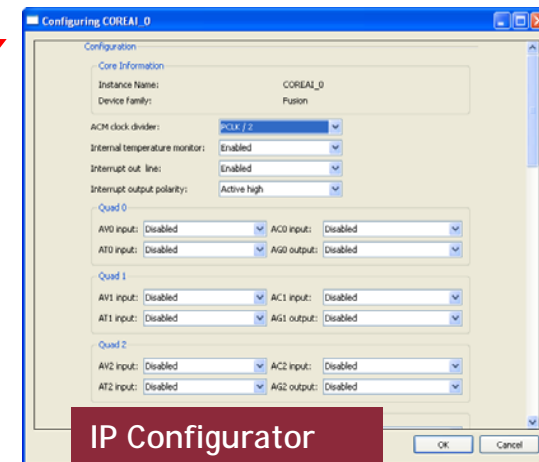 Configuring COREAI_0
Configuration
Core Information
Instance Name: COREAI_0
Device family: Fusion
ACM clock divider: PCLK / 2
Internal temperature monitor: Enabled
Interrupt out line: Enabled
Interrupt output polarity: Active high
Quad 0
AV0 input: Disabled AC0 input: Disabled
AT0 input: Disabled AG0 output: Disabled
Quad 1
AV1 input: Disabled AC1 input: Disabled
AT1 input: Disabled AG1 output: Disabled
Quad 2
AV2 input: Disabled AC2 input: Disabled
AT2 input: Disabled AG2 output: Disabled
IP Configurator
OK Cancel